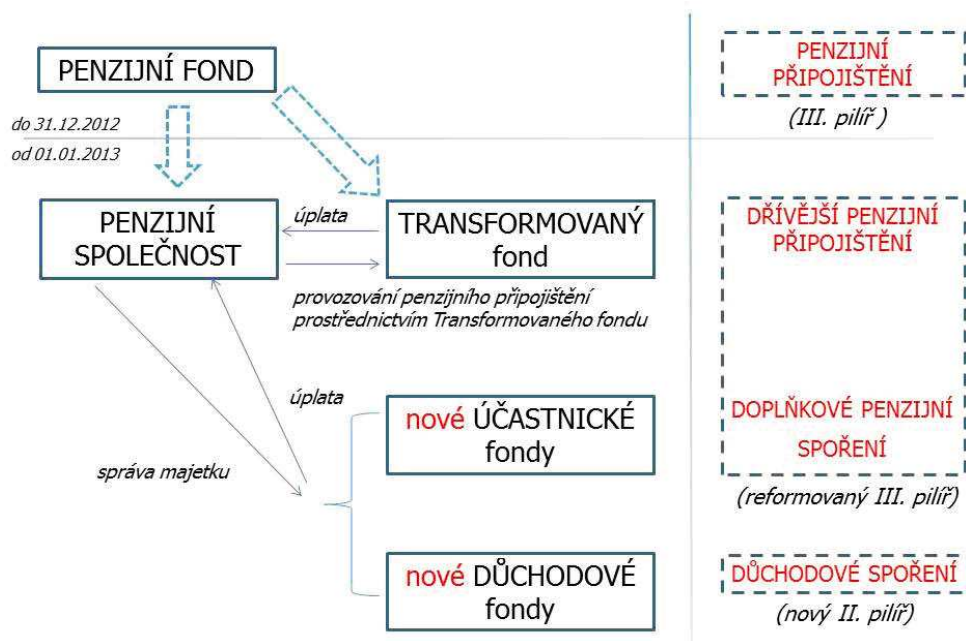 PENZIJNÍ FOND
PENZIJNÍ
PŘIPOJIŠTĚNÍ
(III. pilíř )
do 31.12.2012
od 01.01.2013
PENZIJNÍ
SPOLEČNOST
úplata
TRANSFORMOVANÝ
fond
DŘÍVĚJŠÍ PENZIJNÍ
PŘIPOJIŠTĚNÍ
provozování penzijního připojištění
prostřednictvím Transformovaného fondu
úplata
správa majetku
nové ÚČASTNICKÉ
fondy
DOPLŇKOVÉ PENZIJNÍ
SPOŘENÍ
(reformovaný III. pilíř)
nové DŮCHODOVÉ
fondy
DŮCHODOVÉ SPOŘENÍ
(nový II. pilíř)